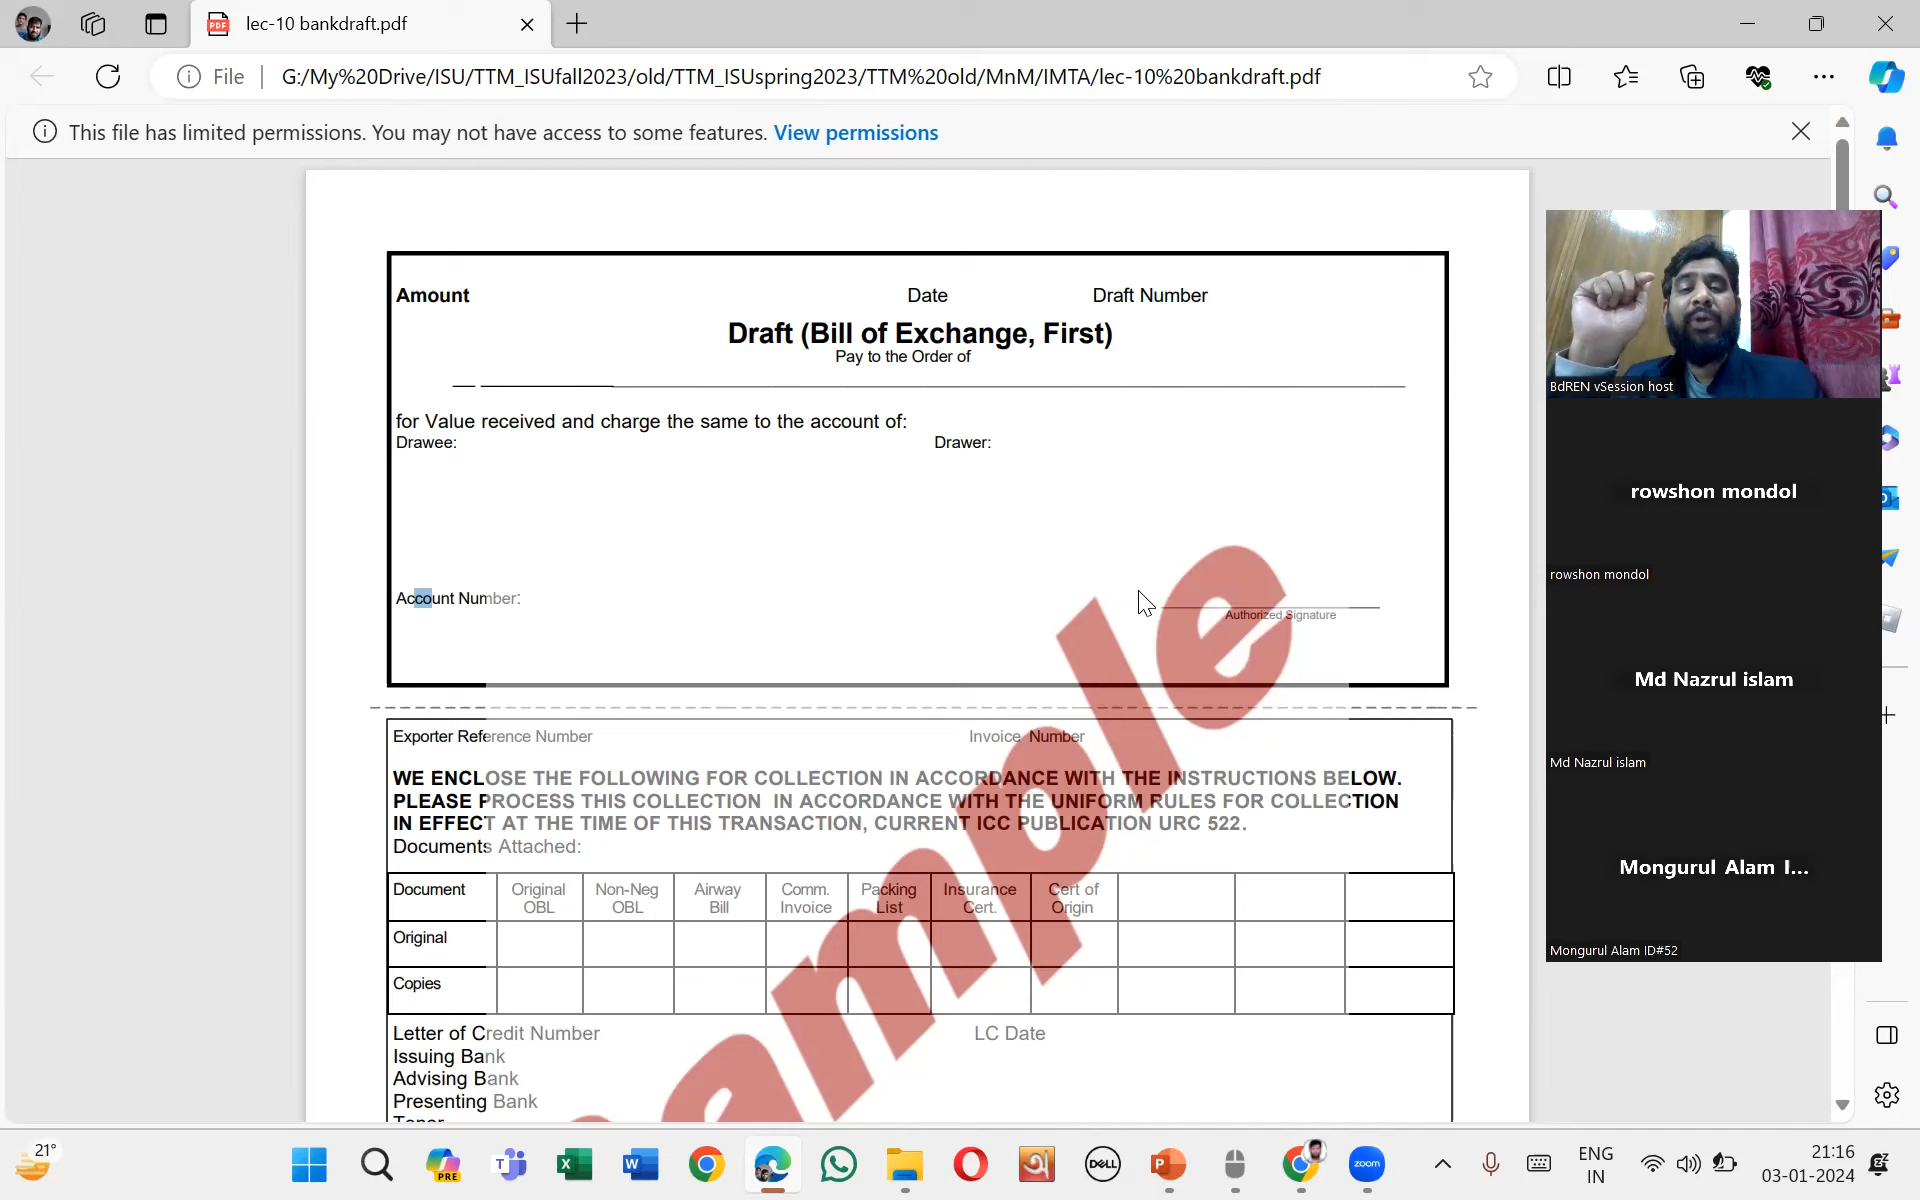 lec-10 bankdraft.pdf
File
G:/My%20Drive/ISU/TTM_ISUfall2023/old/TTM_ISUspring2023/TTM%20old/MnM/IMTA/lec-10%20bankdraft.pdf
This file has limited permissions. You may not have access to some features. View permissions
Amount Date Draft Number
Draft (Bill of Exchange, First)
Pay to the Order of
for Value received and charge the same to the account of:
Drawee: Drawer:
Account Number:
Authorized Signature
Exporter Reference Number Invoice Number
WE ENCLOSE THE FOLLOWING FOR COLLECTION IN ACCORDANCE WITH THE INSTRUCTIONS BELOW.
PLEASE PROCESS THIS COLLECTION IN ACCORDANCE WITH THE UNIFORM RULES FOR COLLECTION
IN EFFECT AT THE TIME OF THIS TRANSACTION, CURRENT ICC PUBLICATION URC 522.
Documents Attached:
Document Original Non-Neg Airway Comm. Packing Insurance Cert of
OBL OBL Bill Invoice List Cert. Origin
Original
Copies
Letter of Credit Number LC Date
Issuing Bank
Advising Bank
Presenting Bank
Tenor
ample
BdREN vSession host
rowshon mondol
rowshon mondol
Md Nazrul islam
Md Nazrul islam
Mongurul Alam I...
Mongurul Alam ID#52
21°
PRE
DELL
zoom
ENG
IN
21:16
03-01-2024